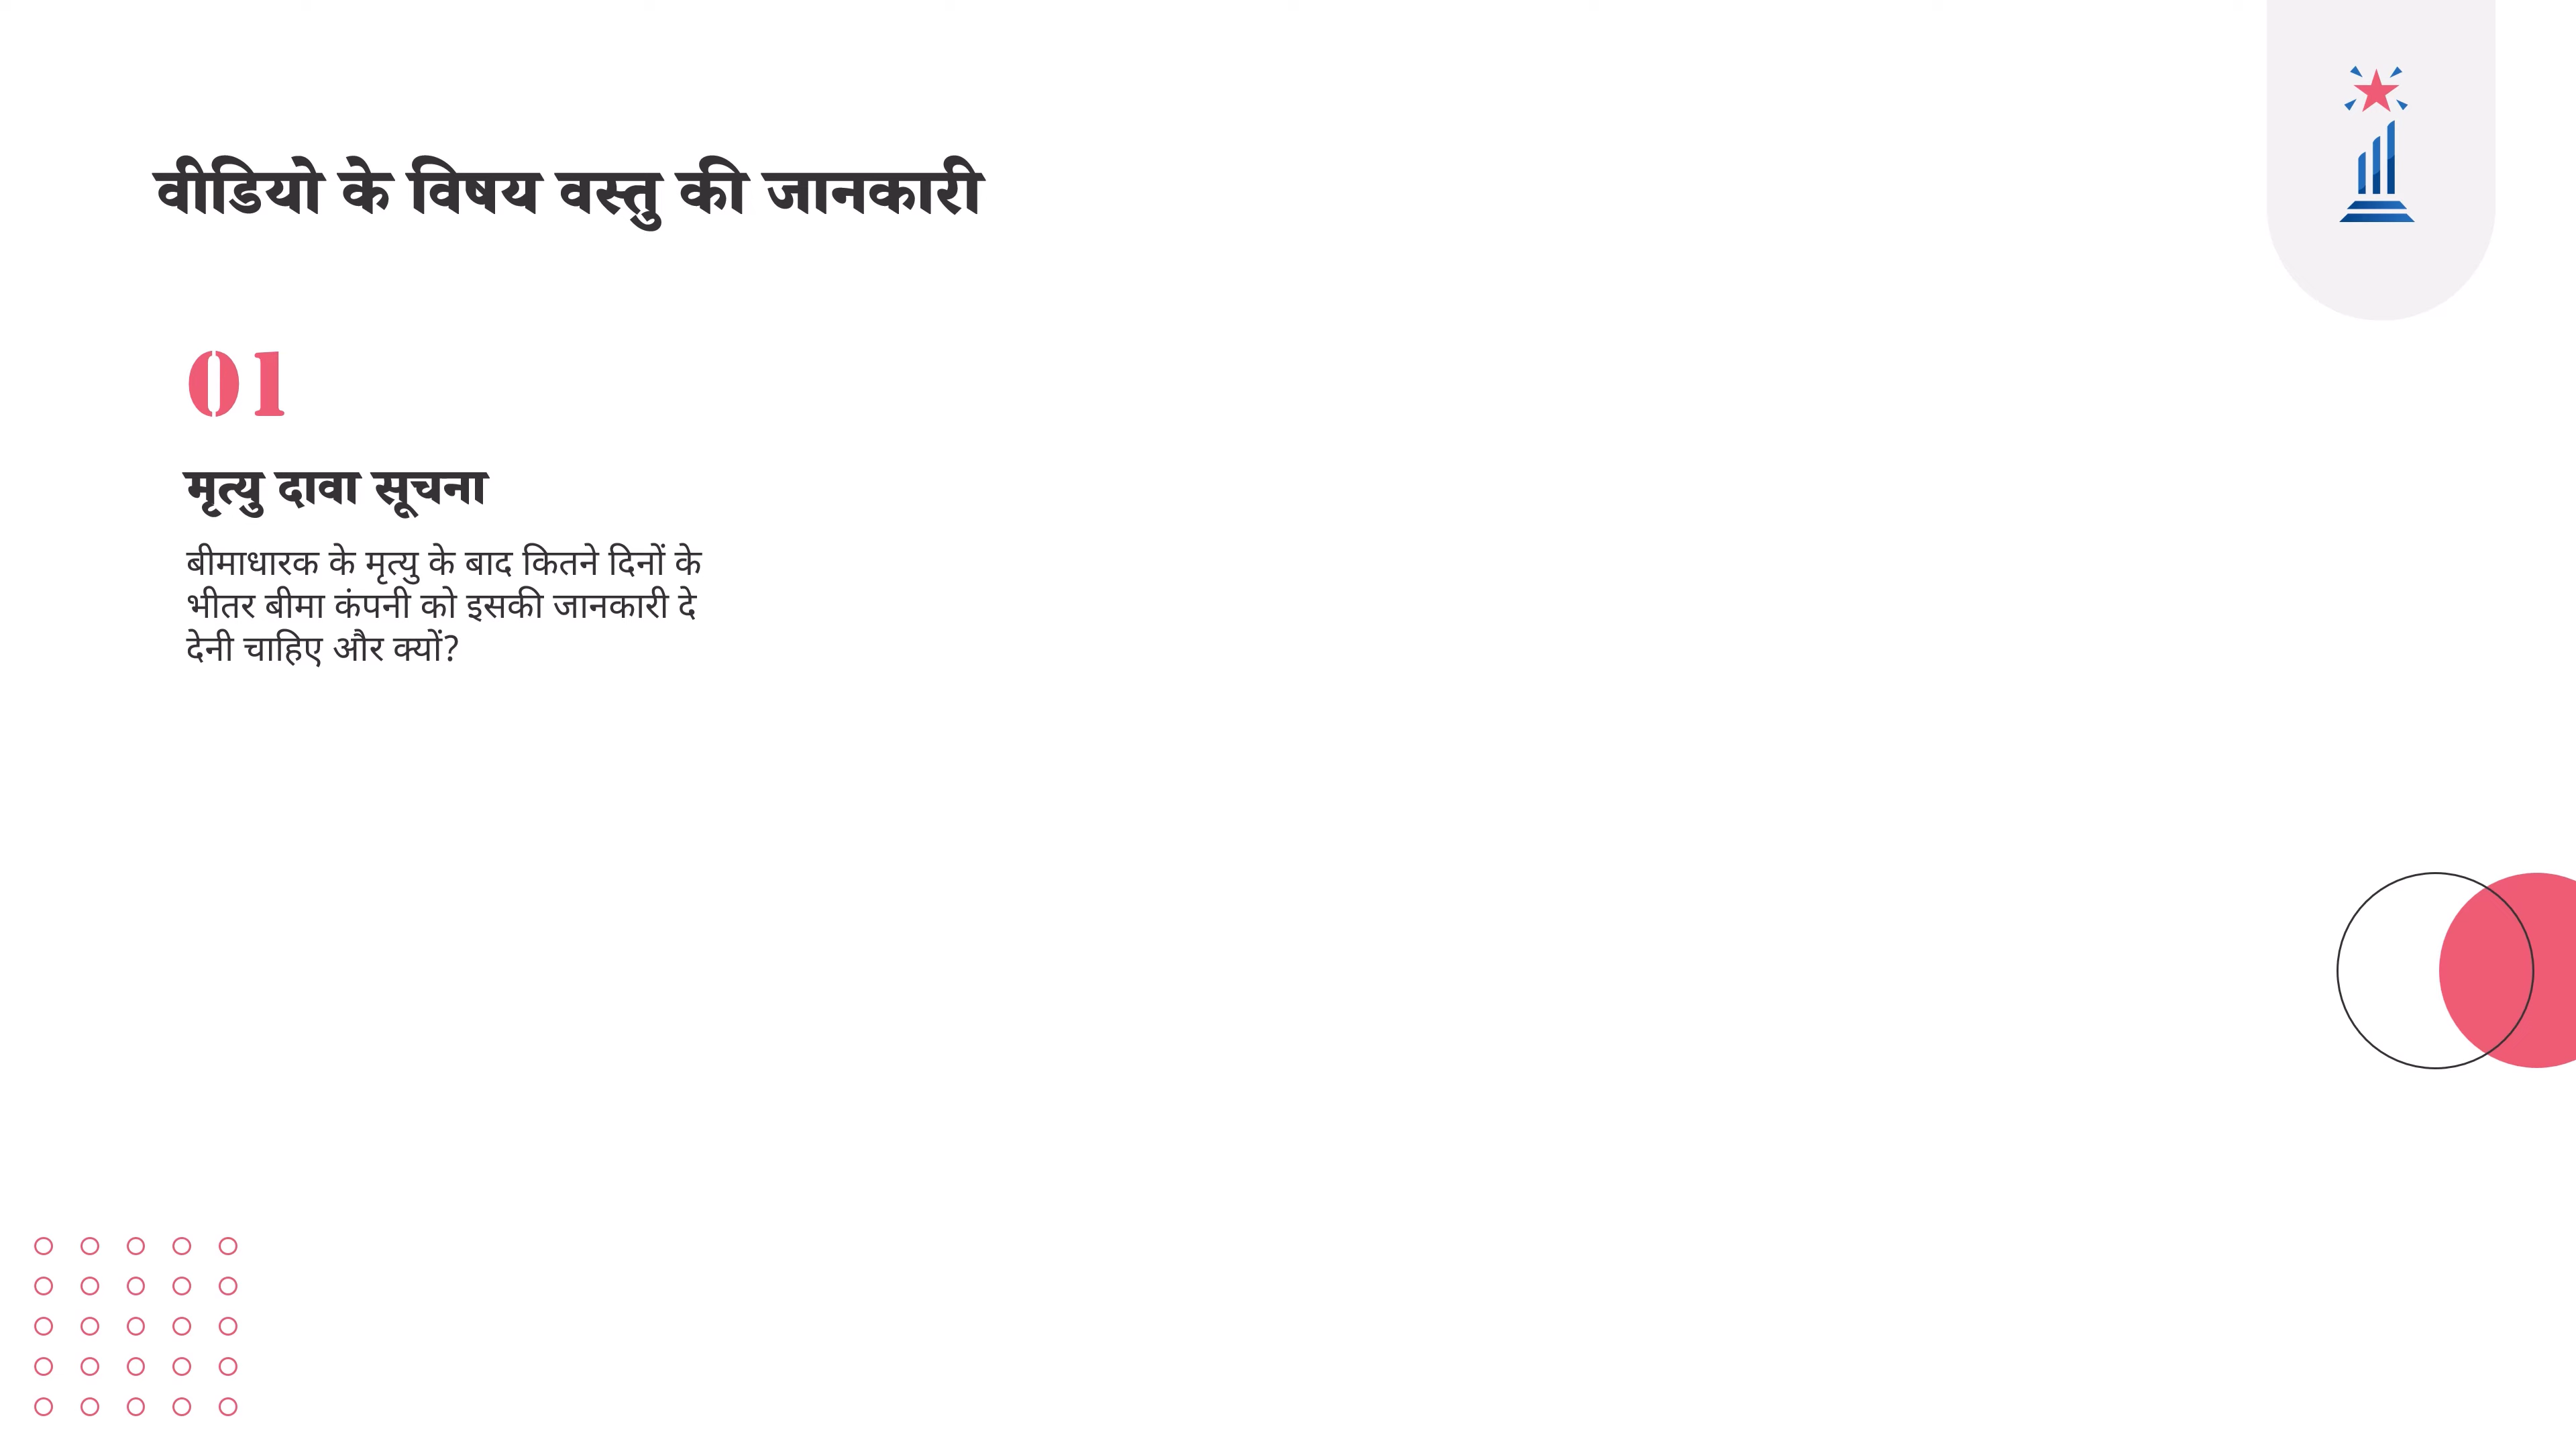 वीडियो के विषय वस्तु की जानकारी
01
मृत्यु दावा सूचना
बीमाधारक के मृत्यु के बाद कितने दिनों के
भीतर बीमा कंपनी को इसकी जानकारी दे
देनी चाहिए और क्यों?